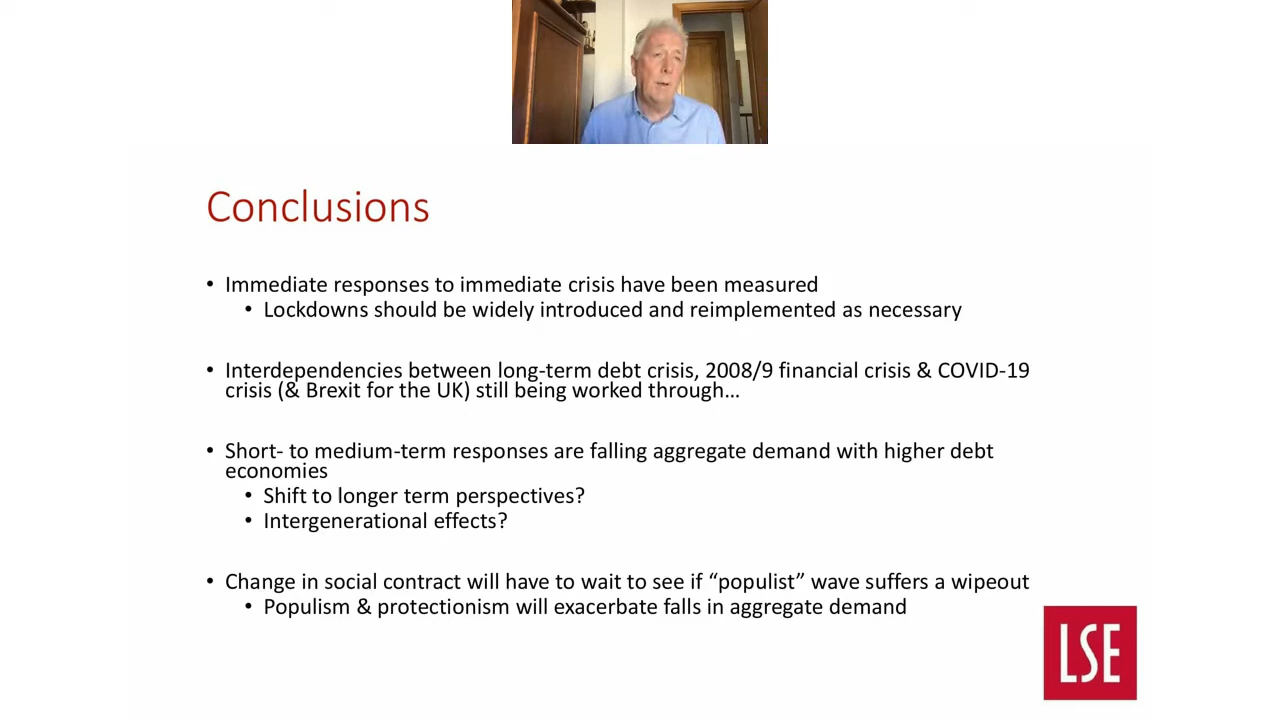 Conclusions
• Immediate responses to immediate crisis have been measured
• Lockdowns should be widely introduced and reimplemented as necessary
• Interdependencies between long-term debt crisis, 2008/9 financial crisis & COVID-19
crisis (& Brexit for the UK) still being worked through…
• Short- to medium-term responses are falling aggregate demand with higher debt
economies
• Shift to longer term perspectives?
• Intergenerational effects?
• Change in social contract will have to wait to see if “populist” wave suffers a wipeout
• Populism & protectionism will exacerbate falls in aggregate demand
LSE